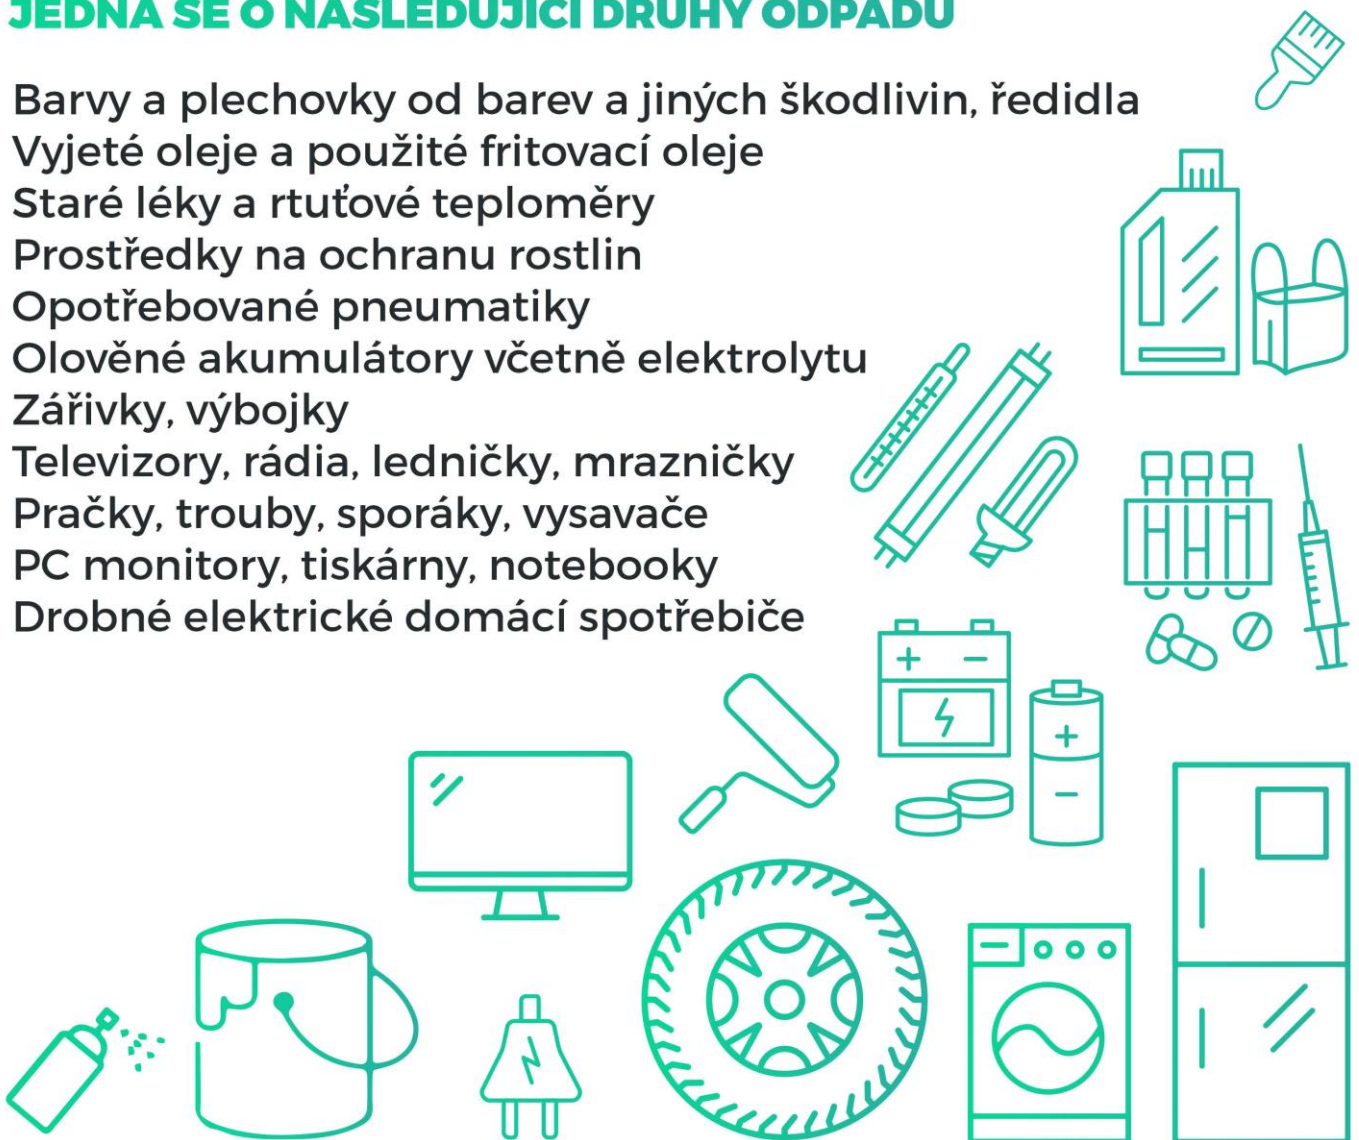 JEDNÁ SE O NÁSLEDUJÍCÍ DRUHY ODPADŮ
Barvy a plechovky od barev a jiných škodlivin, ředidla
Vyjeté oleje a použité fritovací oleje
Staré léky a rtuťové teploměry
Prostředky na ochranu rostlin
Opotřebované pneumatiky
Olověné akumulátory včetně elektrolytu
Zářivky, výbojky
Televizory, rádia, ledničky, mrazničky
Pračky, trouby, sporáky, vysavače
PC monitory, tiskárny, notebooky
Drobné elektrické domácí spotřebiče